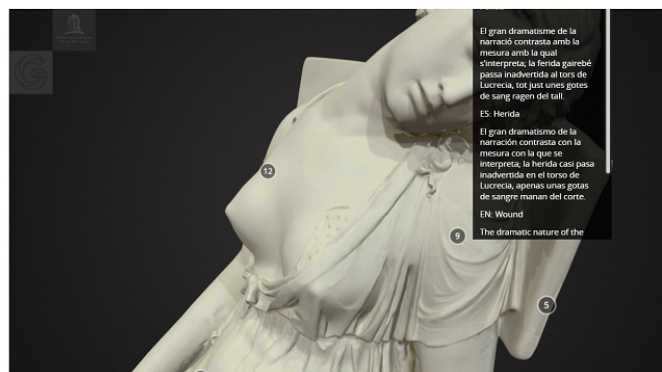 El gran dramatisme de la
narració contrasta amb la
mesura amb la qual
s'interpreta; la ferida gairebé
passa inadvertida al tors de
Lucrecia, tot just unes gotes
de sang ragen del tall.
ES: Herida
El gran dramatismo de la
narración contrasta con la
mesura con la que se
interpreta; la herida casi pasa
inadvertida en el torso de
Lucrecia, apenas unas gotas
de sangre manan del corte.
EN: Wound
The dramatic nature of the
12
9
5